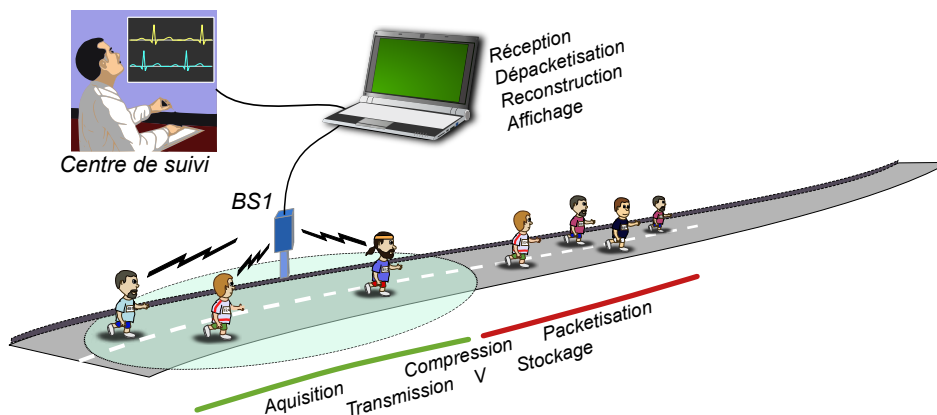 Réception
Dépacketisation
Reconstruction
Affichage
Centre de suivi
BS1
Aquisition Compression Packetisation
Transmission V Stockage